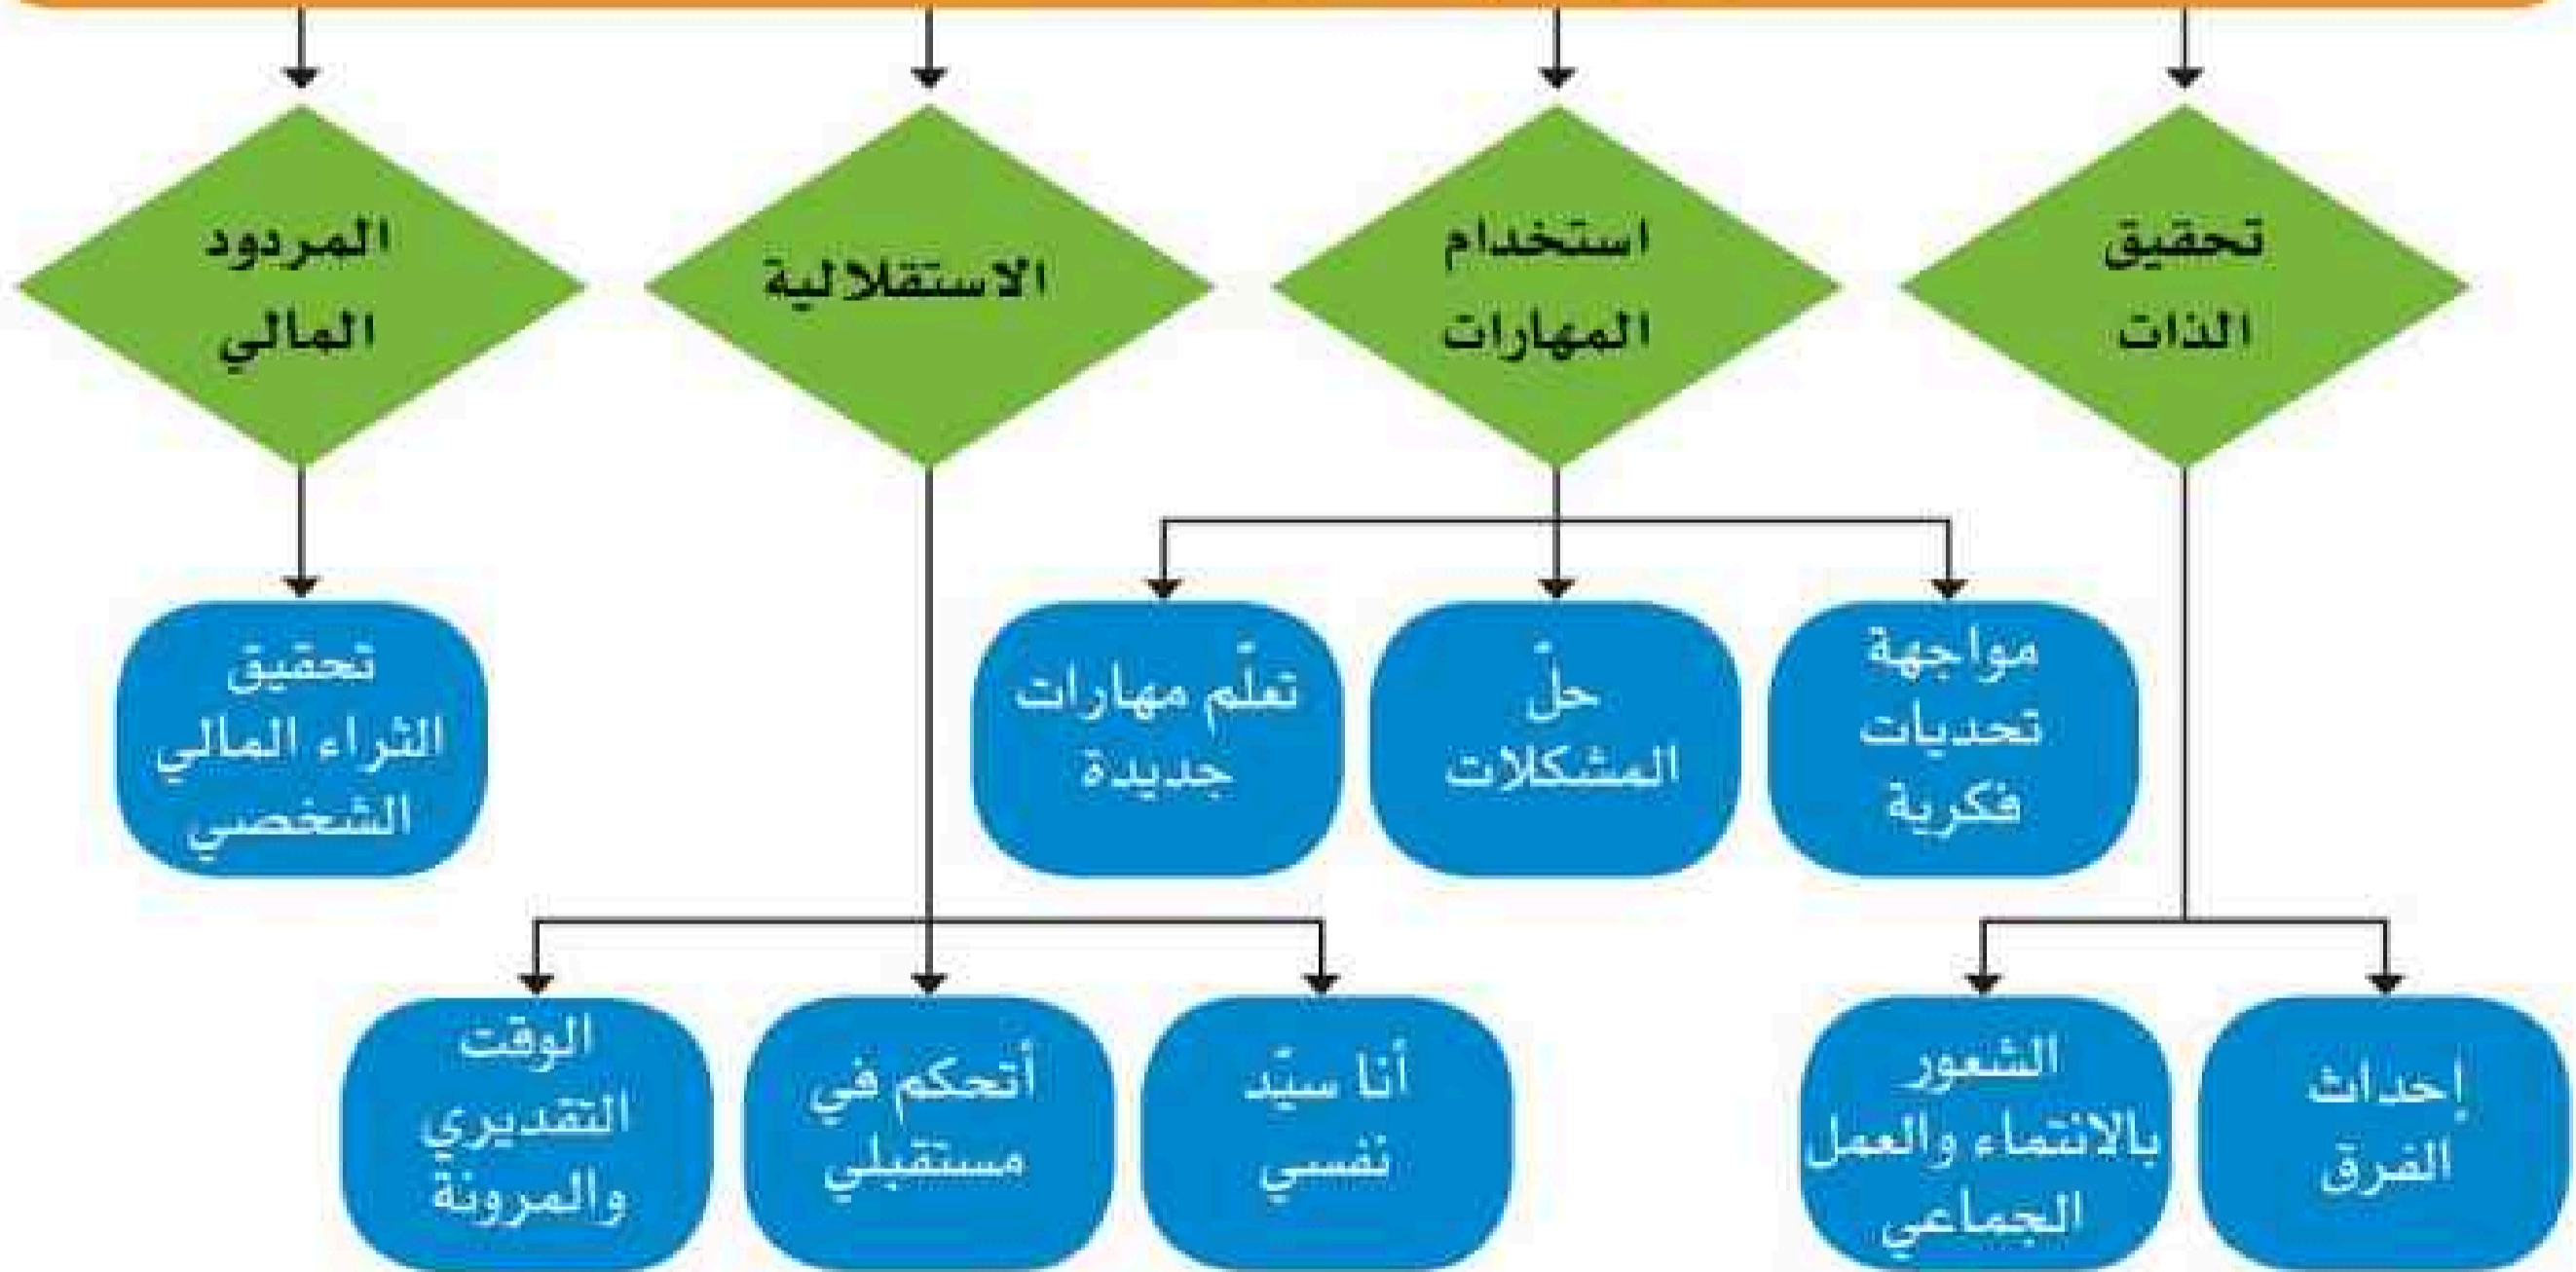 تحقيق
الذات
استخدام
المهارات
الاستقلالية
المردود
المالي
مواجهة
تحديات
فكرية
حلّ
المشكلات
تعلّم مهارات
جديدة
تحقيق
الثراء المالي
الشخصي
إحداث
الفرق
الشعور
بالانتماء والعمل
الجماعي
أنا سيّد
نفسي
أتحكم في
مستقبلي
الوقت
التقديري
والمرونة